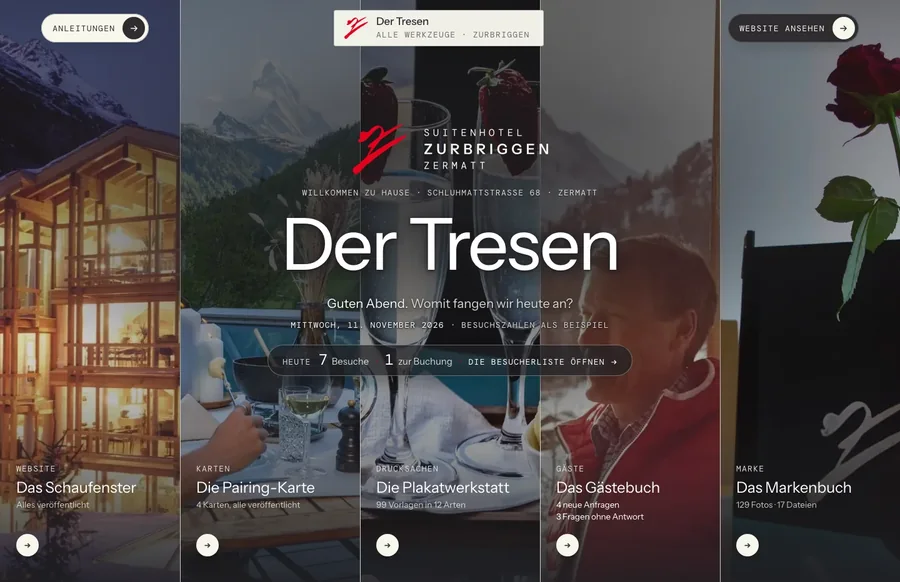 ANLEITUNGEN →
Der Tresen
ALLE WERKZEUGE · ZURBRIGGEN
WEBSITE ANSEHEN →
SUITENHOTEL
ZURBRIGGEN
ZERMATT
WILLKOMMEN ZU HAUSE · SCHLUHMATTSTRASSE 68 · ZERMATT
Der Tresen
Guten Abend. Womit fangen wir heute an?
MITTWOCH, 11. NOVEMBER 2026 · BESUCHSZAHLEN ALS BEISPIEL
HEUTE 7 Besuche 1 zur Buchung DIE BESUCHERLISTE ÖFFNEN →
WEBSITE
Das Schaufenster
Alles veröffentlicht
KARTEN
Die Pairing-Karte
4 Karten, alle veröffentlicht
DRUCKSACHEN
Die Plakatwerkstatt
99 Vorlagen in 12 Arten
GÄSTE
Das Gästebuch
4 neue Anfragen
3 Fragen ohne Antwort
MARKE
Das Markenbuch
129 Fotos · 17 Dateien